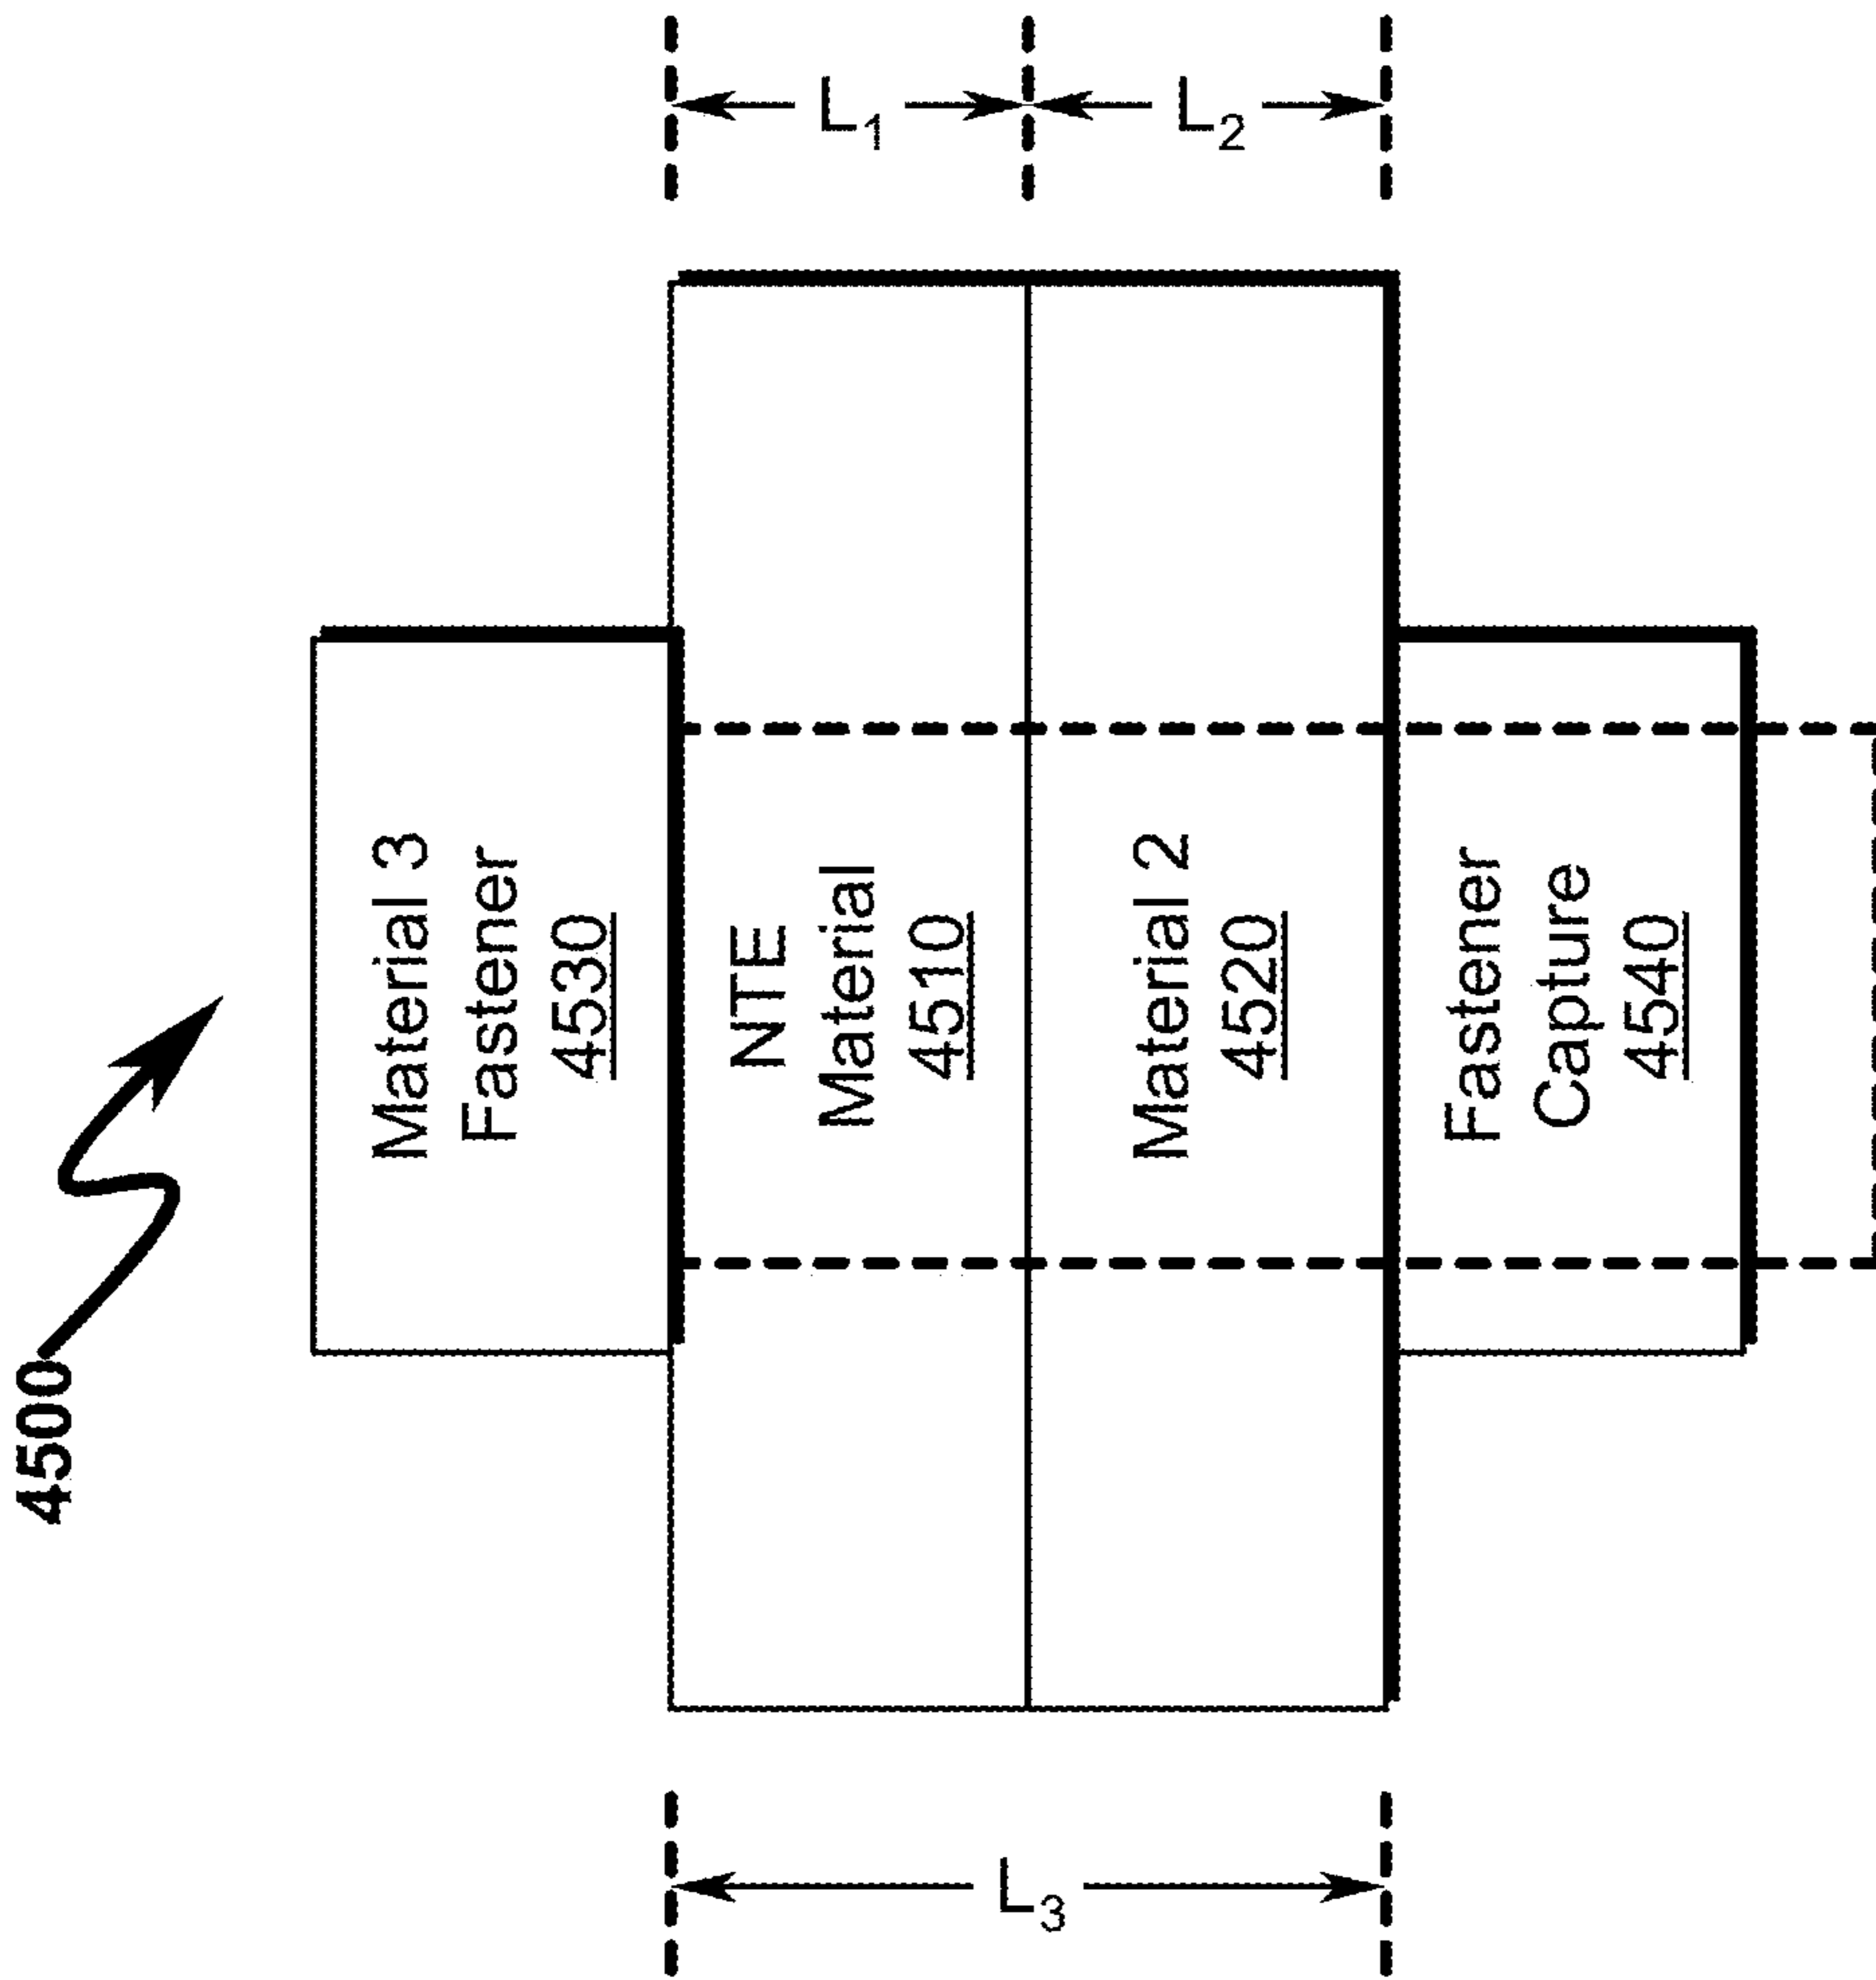 4500
Material 3
Fastener
4530
NTE
Material
4510
Material 2
4520
Fastener
Capture
4540
L1
L2
L3